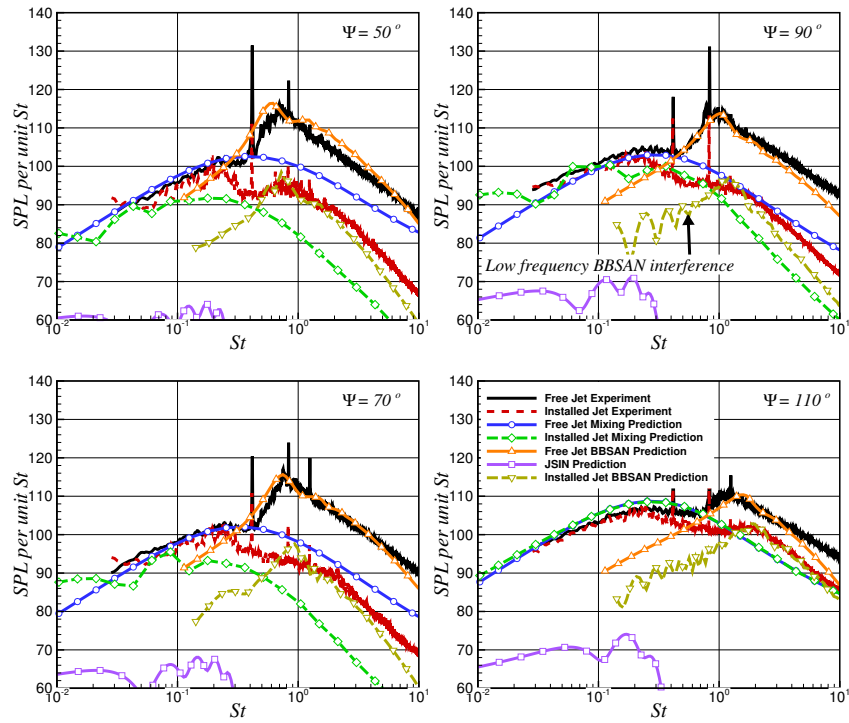 Ψ = 50 °
SPL per unit St
140
130
120
110
100
90
80
70
60
10-2
10-1
100
101
St
Ψ = 90 °
SPL per unit St
140
130
120
110
100
90
80
70
60
Low frequency BBSAN interference
10-2
10-1
100
101
St
Ψ = 70 °
SPL per unit St
140
130
120
110
100
90
80
70
60
10-2
10-1
100
101
St
Ψ = 110 °
SPL per unit St
140
130
120
110
100
90
80
70
60
Free Jet Experiment
Installed Jet Experiment
Free Jet Mixing Prediction
Installed Jet Mixing Prediction
Free Jet BBSAN Prediction
JSIN Prediction
Installed Jet BBSAN Prediction
10-2
10-1
100
101
St